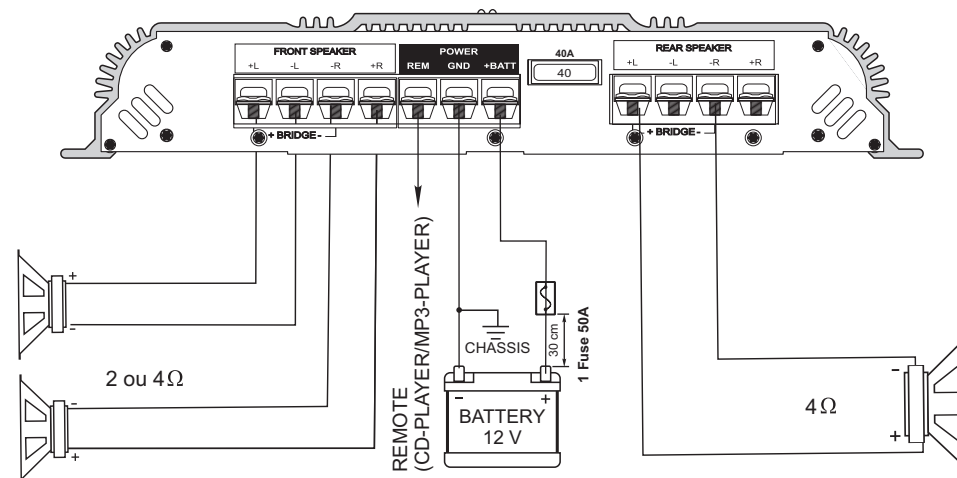 FRONT SPEAKER
+L -L -R +R
+ BRIDGE -
POWER
REM GND +BATT
40A
40
REAR SPEAKER
+L -L -R +R
+ BRIDGE -
+
-
2 ou 4Ω
-
+
REMOTE
(CD-PLAYER/MP3-PLAYER)
CHASSIS
30 cm
1 Fuse 50A
- +
BATTERY
12 V
4Ω
-
+